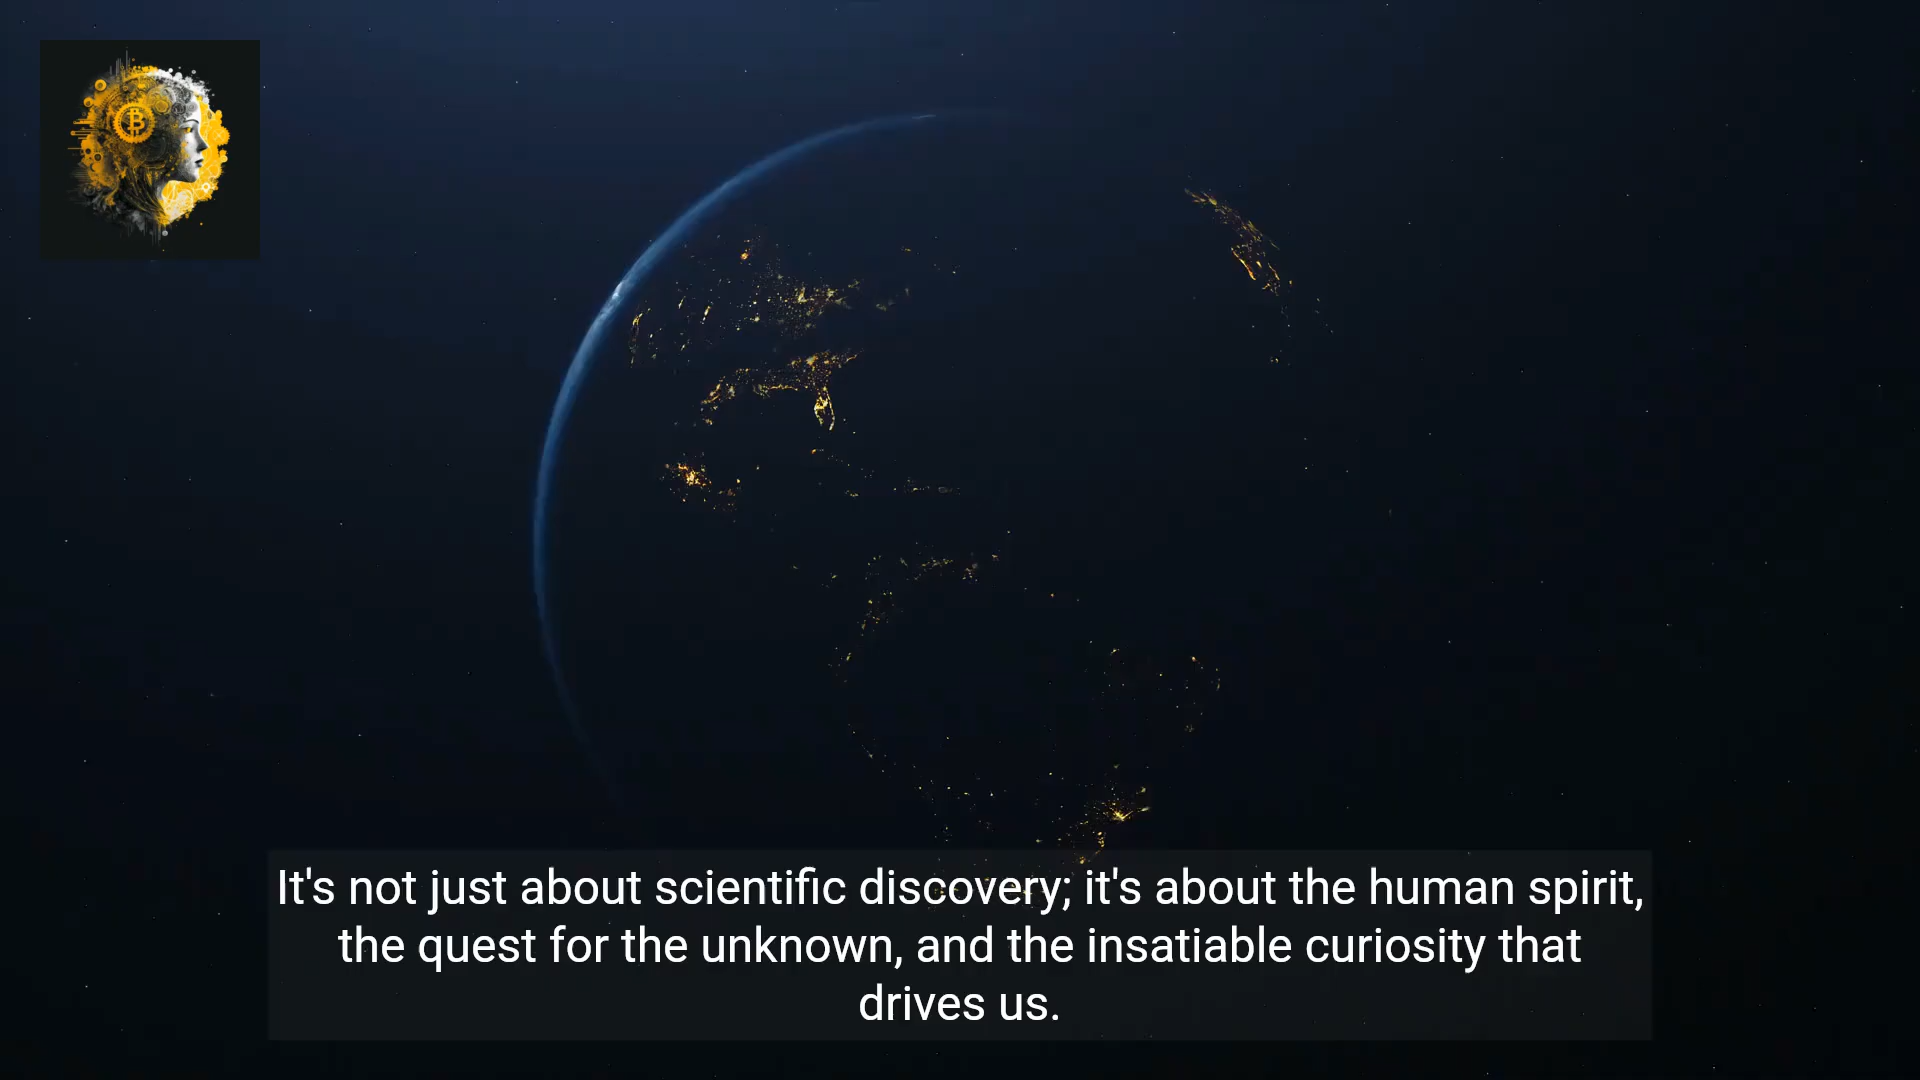 It's not just about scientific discovery; it's about the human spirit,
the quest for the unknown, and the insatiable curiosity that
drives us.